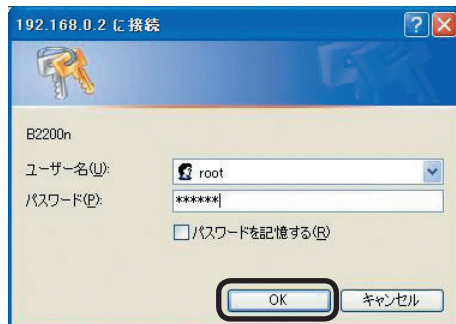 192.168.0.2 に接続
B2200n
ユーザー名(U):
root
パスワード(P):
******
パスワードを記憶する(R)
OK
キャンセル